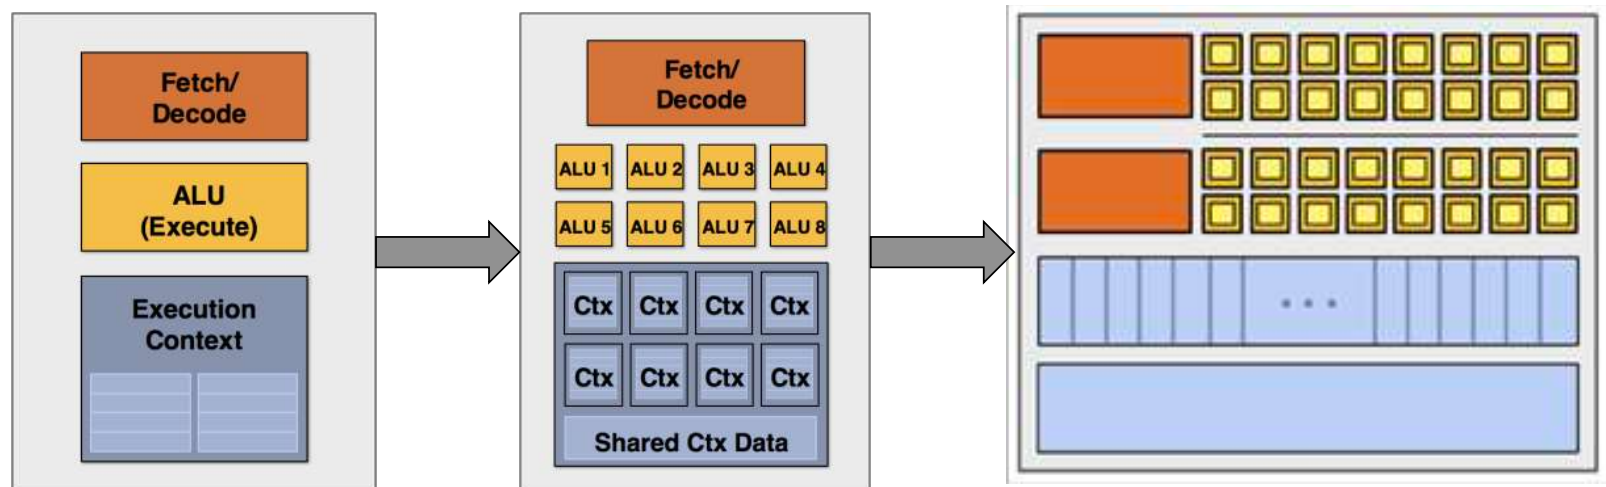 Fetch/
Decode
ALU
(Execute)
Execution
Context
Fetch/
Decode
ALU 1 ALU 2 ALU 3 ALU 4
ALU 5 ALU 6 ALU 7 ALU 8
Ctx Ctx Ctx Ctx
Ctx Ctx Ctx Ctx
Shared Ctx Data